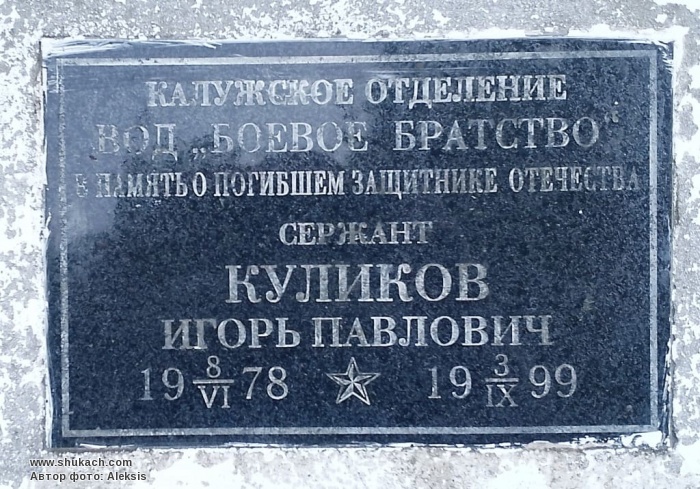 КАЛУЖСКОЕ ОТДЕЛЕНИЕ
ВОД „БОЕВОЕ БРАТСТВО“
В ПАМЯТЬ О ПОГИБШЕМ ЗАЩИТНИКЕ ОТЕЧЕСТВА
СЕРЖАНТ
КУЛИКОВ
ИГОРЬ ПАВЛОВИЧ
19 8/VI 78 19 3/IX 99
www.shukach.com
Автор фото: Aleksis